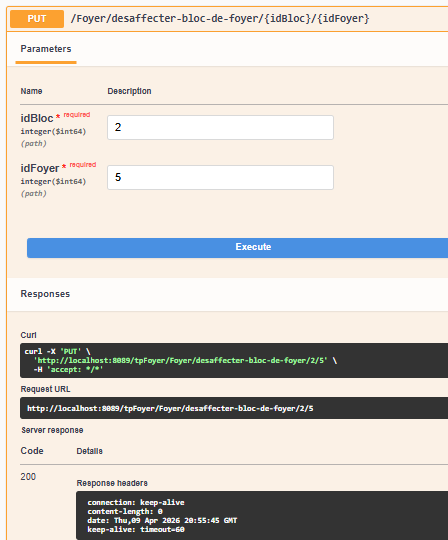 PUT /Foyer/desaffecter-bloc-de-foyer/{idBloc}/{idFoyer}
Parameters
Name Description
idBloc * required
integer($int64)
(path)
2
idFoyer * required
integer($int64)
(path)
5
Execute
Responses
Curl
curl -X 'PUT' \
'http://localhost:8089/tpFoyer/Foyer/desaffecter-bloc-de-foyer/2/5' \
-H 'accept: */*'
Request URL
http://localhost:8089/tpFoyer/Foyer/desaffecter-bloc-de-foyer/2/5
Server response
Code Details
200
Response headers
connection: keep-alive
content-length: 0
date: Thu,09 Apr 2026 20:55:45 GMT
keep-alive: timeout=60